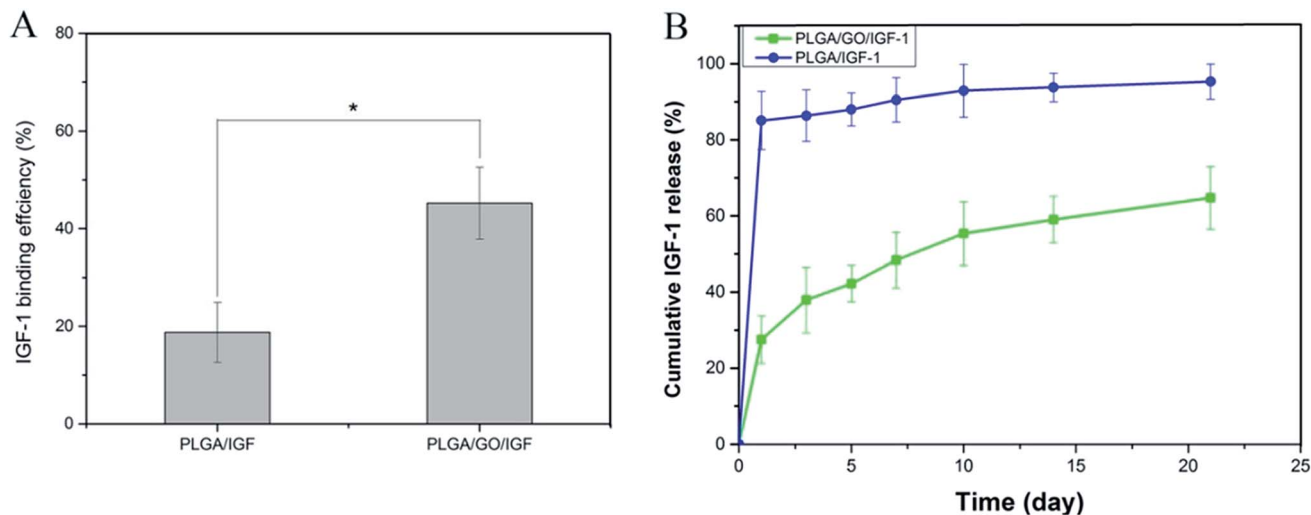 A
IGF-1 binding effciency (%)
80
60
40
20
0
*
PLGA/IGF
PLGA/GO/IGF
B
Cumulative IGF-1 release (%)
100
80
60
40
20
0
PLGA/GO/IGF-1
PLGA/IGF-1
0
5
10
15
20
25
Time (day)